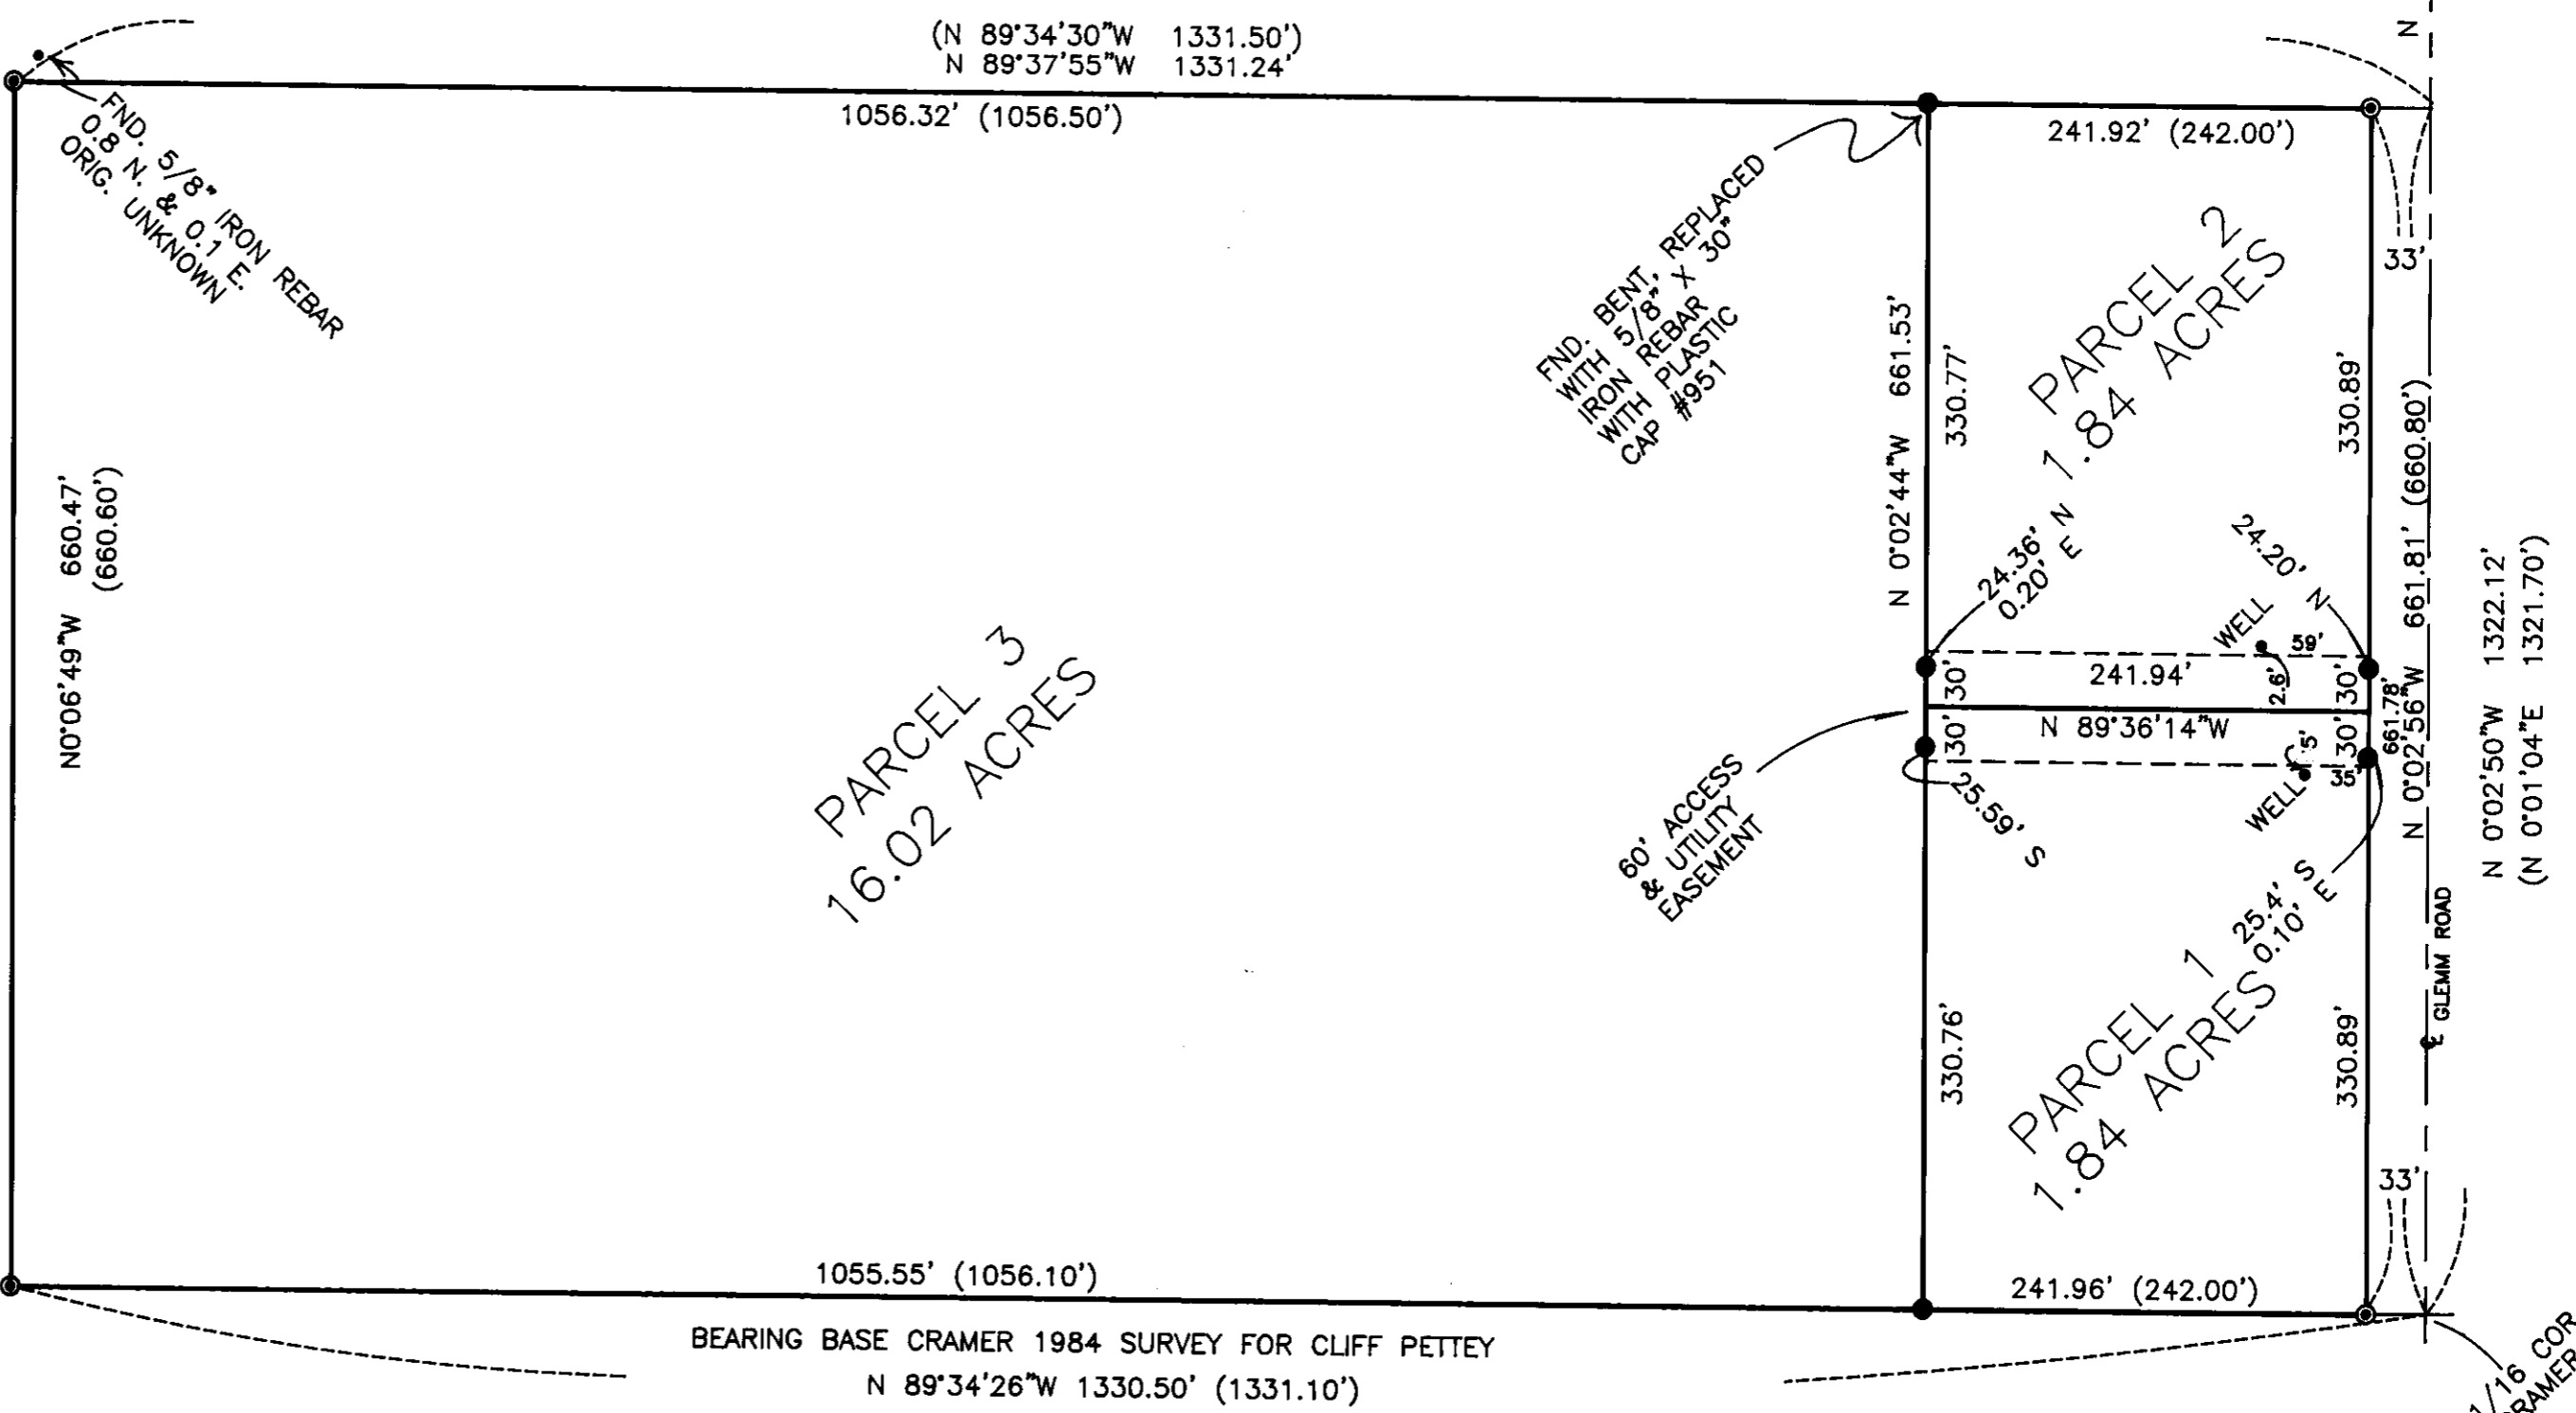 (N 89°34'30"W 1331.50')
N 89°37'55"W 1331.24'
1056.32' (1056.50')
241.92' (242.00')
N
33'
FND. 5/8" IRON REBAR
0.8 N. & 0.1 E.
ORIG. UNKNOWN
FND. BENT, REPLACED
WITH 5/8" X 30"
IRON REBAR
WITH PLASTIC
CAP #951
PARCEL 2
1.84 ACRES
N 0°02'44"W 661.53'
330.77'
330.89'
N 0°02'56"W 661.81' (660.80')
661.78'
N0°06'49"W 660.47'
(660.60')
N 0°02'50"W 1322.12'
(N 0°01'04"E 1321.70')
24.36' N
0.20' E
24.20' N
WELL
59'
2.6'
30'
241.94'
30'
N 89°36'14"W
30'
30'
5'
35'
WELL
25.59' S
25.4' S
0.10' E
60' ACCESS
& UTILITY
EASEMENT
PARCEL 3
16.02 ACRES
PARCEL 1
1.84 ACRES
330.76'
330.89'
℄ GLEMM ROAD
33'
1055.55' (1056.10')
241.96' (242.00')
BEARING BASE CRAMER 1984 SURVEY FOR CLIFF PETTEY
N 89°34'26"W 1330.50' (1331.10')
1/16 COR